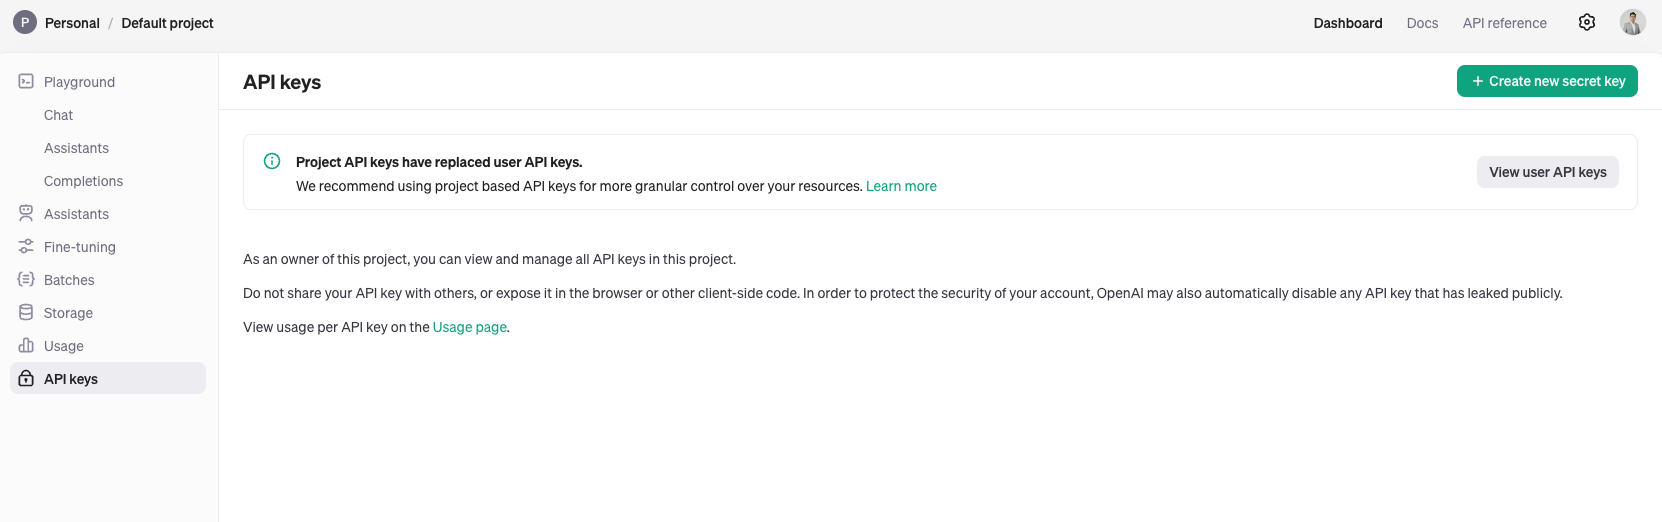 P Personal / Default project
Dashboard Docs API reference
Playground
Chat
Assistants
Completions
Assistants
Fine-tuning
Batches
Storage
Usage
API keys
API keys
+ Create new secret key
Project API keys have replaced user API keys.
We recommend using project based API keys for more granular control over your resources. Learn more
View user API keys
As an owner of this project, you can view and manage all API keys in this project.
Do not share your API key with others, or expose it in the browser or other client-side code. In order to protect the security of your account, OpenAI may also automatically disable any API key that has leaked publicly.
View usage per API key on the Usage page.